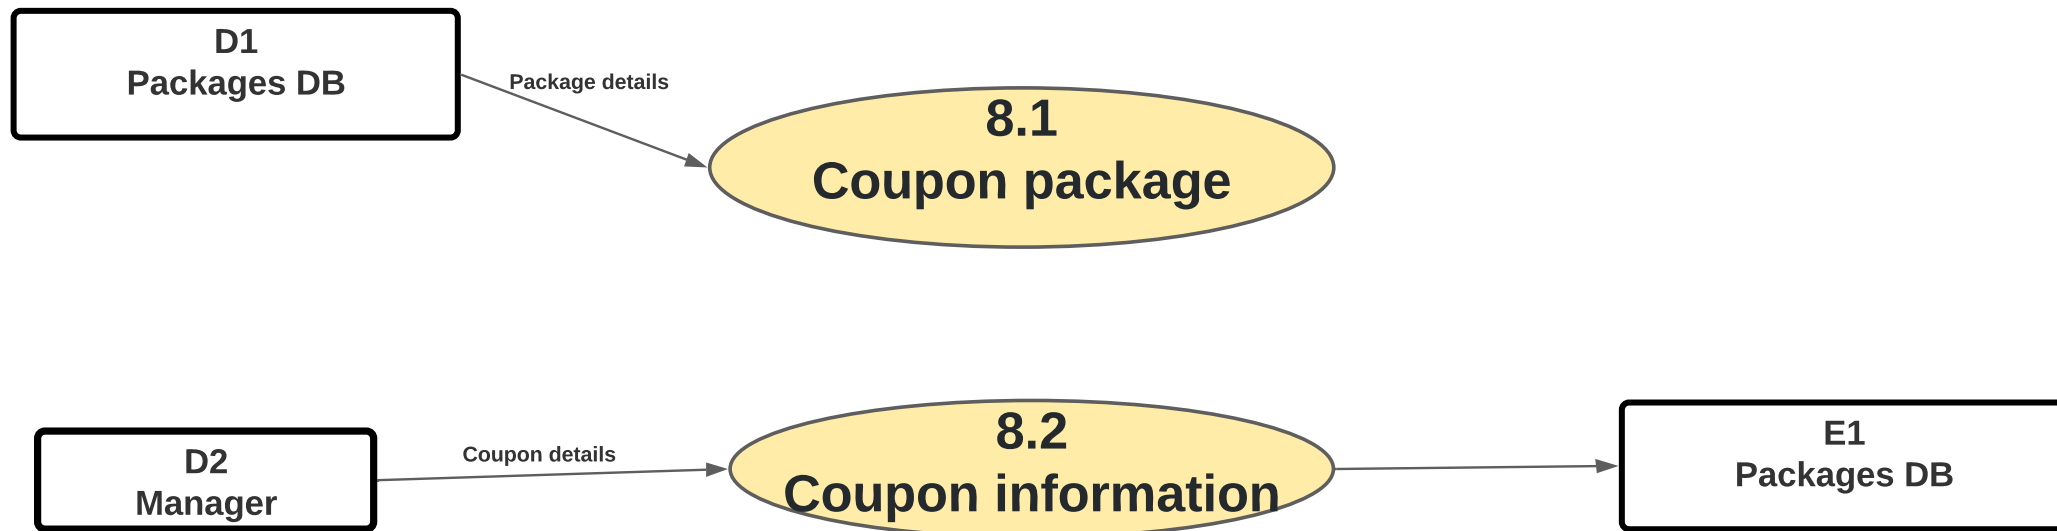 D1
Packages DB
Package details
8.1
Coupon package
D2
Manager
Coupon details
8.2
Coupon information
E1
Packages DB